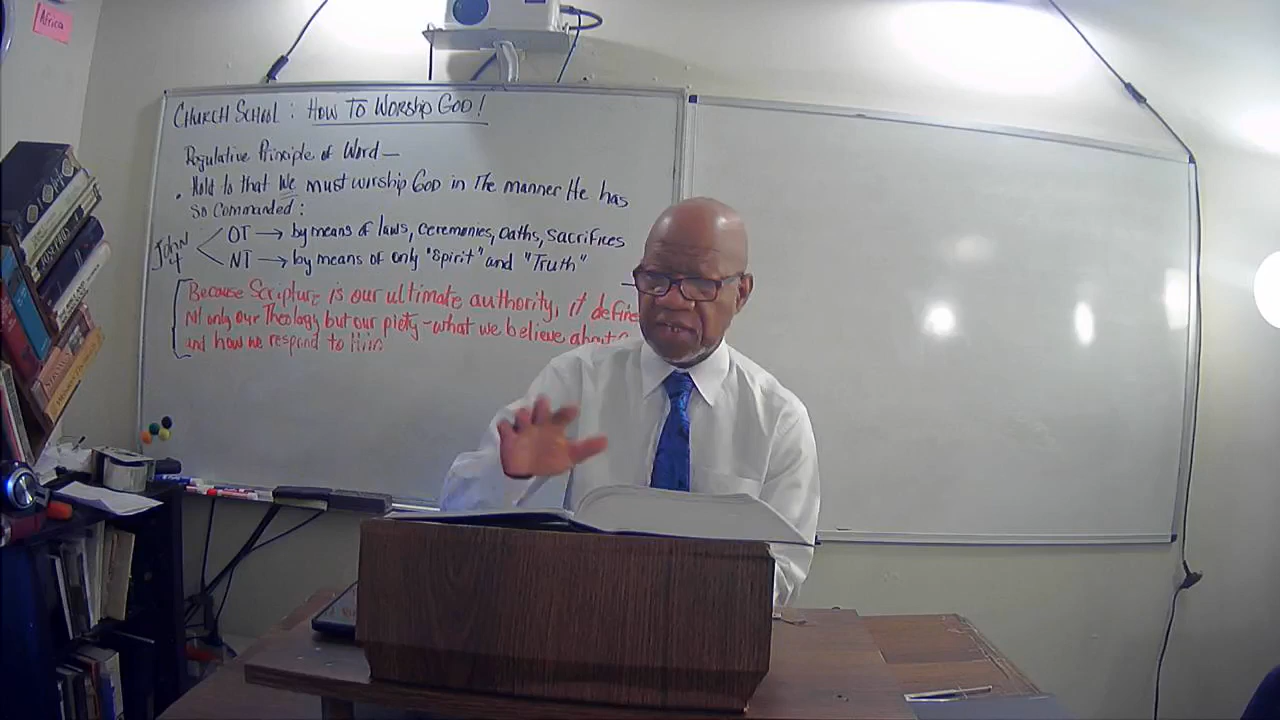 Africa
CHURCH SCHOOL : HOW TO WORSHIP GOD!
Regulative Principle of Word—
• Hold to that We must worship GOD in The manner He has
so Commanded:
John 4
OT → by means of laws, ceremonies, oaths, sacrifices
NT → by means of only "Spirit" and "Truth"
Because Scripture is our ultimate authority, it define
not only our Theology but our piety - what we believe about
and how we respond to Him